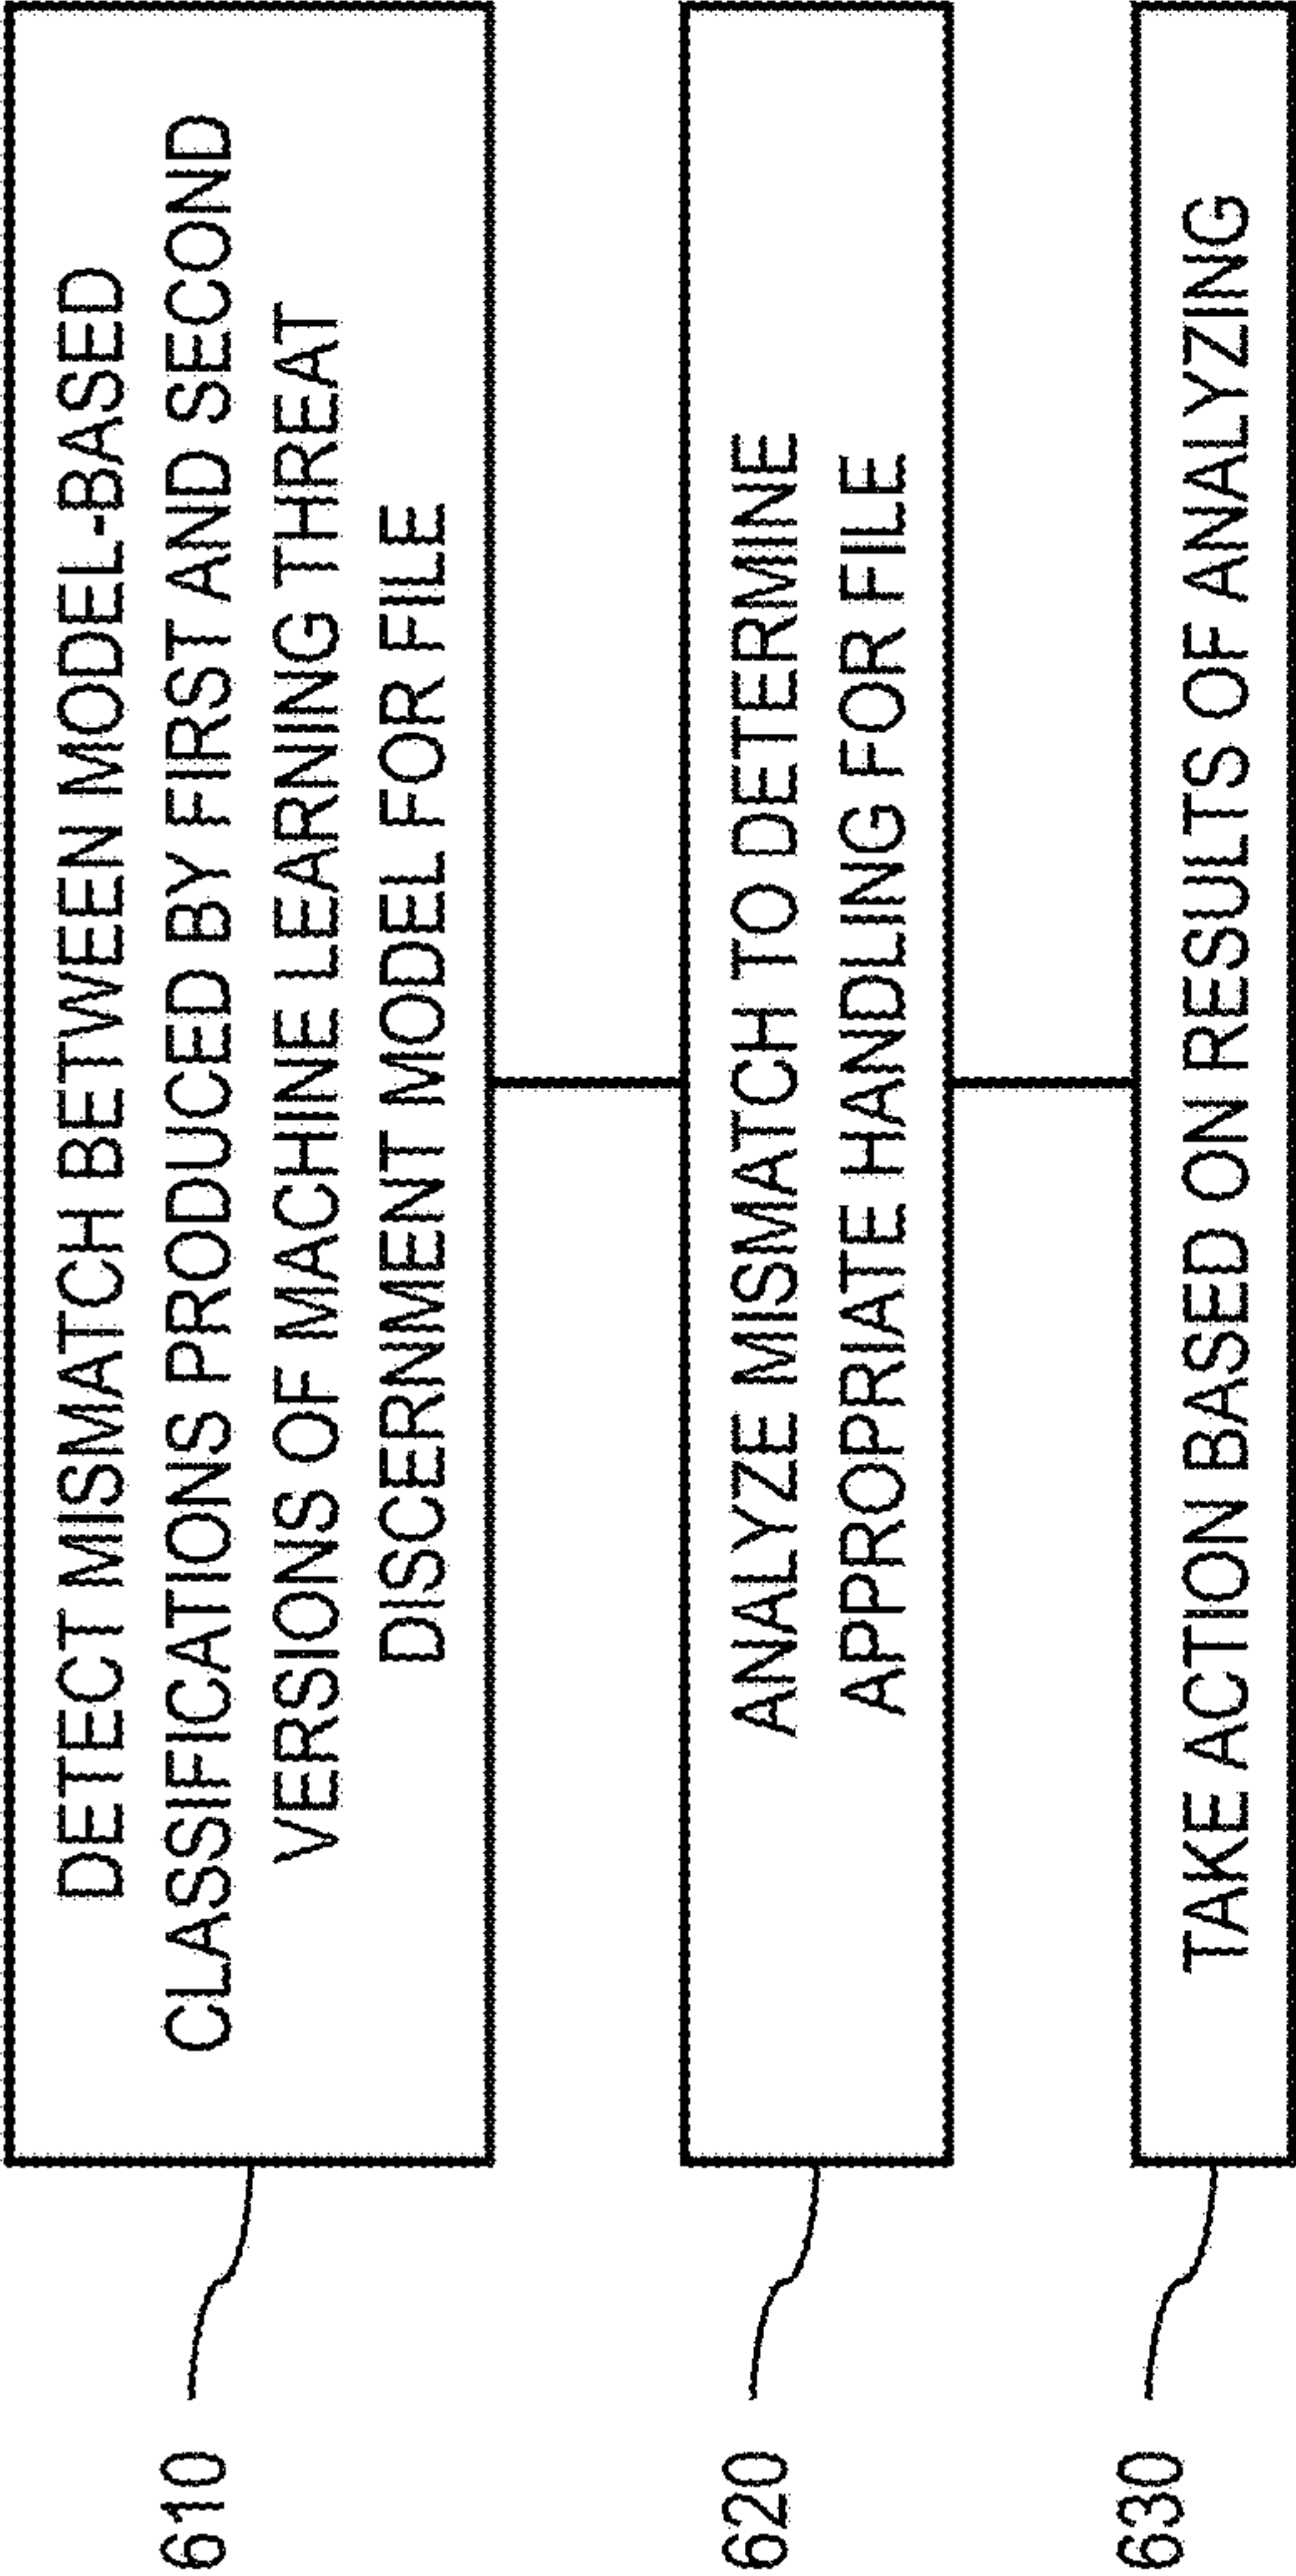 610
DETECT MISMATCH BETWEEN MODEL-BASED
CLASSIFICATIONS PRODUCED BY FIRST AND SECOND
VERSIONS OF MACHINE LEARNING THREAT
DISCERNMENT MODEL FOR FILE
620
ANALYZE MISMATCH TO DETERMINE
APPROPRIATE HANDLING FOR FILE
630
TAKE ACTION BASED ON RESULTS OF ANALYZING